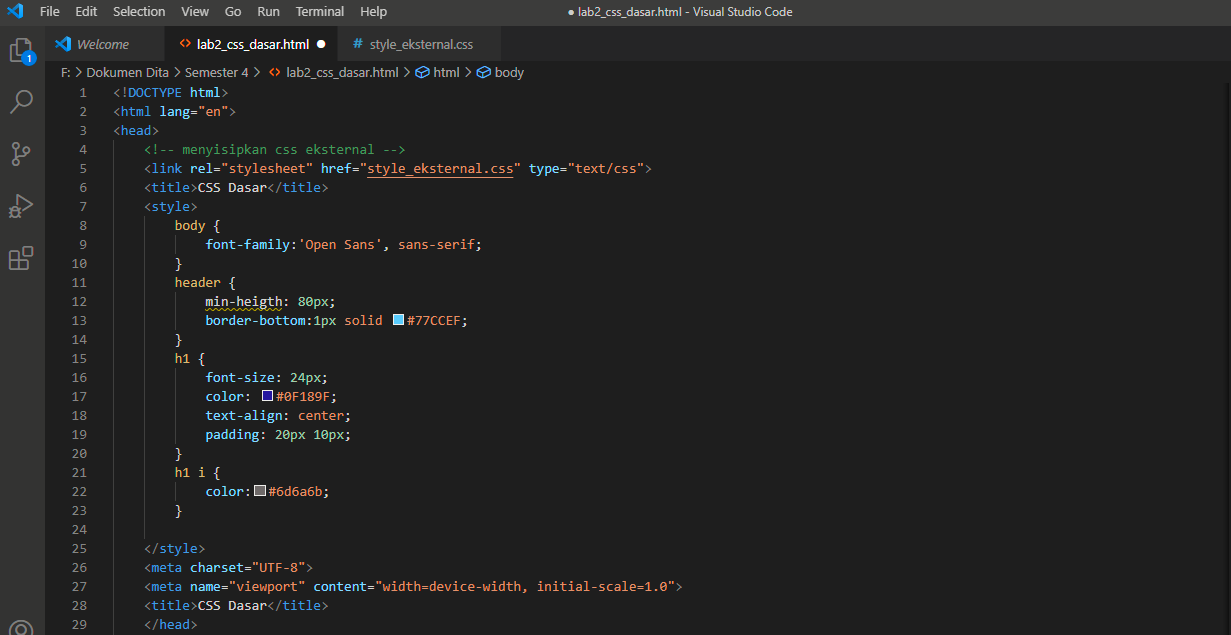 File Edit Selection View Go Run Terminal Help ● lab2_css_dasar.html - Visual Studio Code
Welcome <> lab2_css_dasar.html ● # style_eksternal.css
F: > Dokumen Dita > Semester 4 > <> lab2_css_dasar.html > html > body
1
1 <!DOCTYPE html>
2 <html lang="en">
3 <head>
4 <!-- menyisipkan css eksternal -->
5 <link rel="stylesheet" href="style_eksternal.css" type="text/css">
6 <title>CSS Dasar</title>
7 <style>
8 body {
9 font-family:'Open Sans', sans-serif;
10 }
11 header {
12 min-heigth: 80px;
13 border-bottom:1px solid #77CCEF;
14 }
15 h1 {
16 font-size: 24px;
17 color: #0F189F;
18 text-align: center;
19 padding: 20px 10px;
20 }
21 h1 i {
22 color:#6d6a6b;
23 }
24
25 </style>
26 <meta charset="UTF-8">
27 <meta name="viewport" content="width=device-width, initial-scale=1.0">
28 <title>CSS Dasar</title>
29 </head>